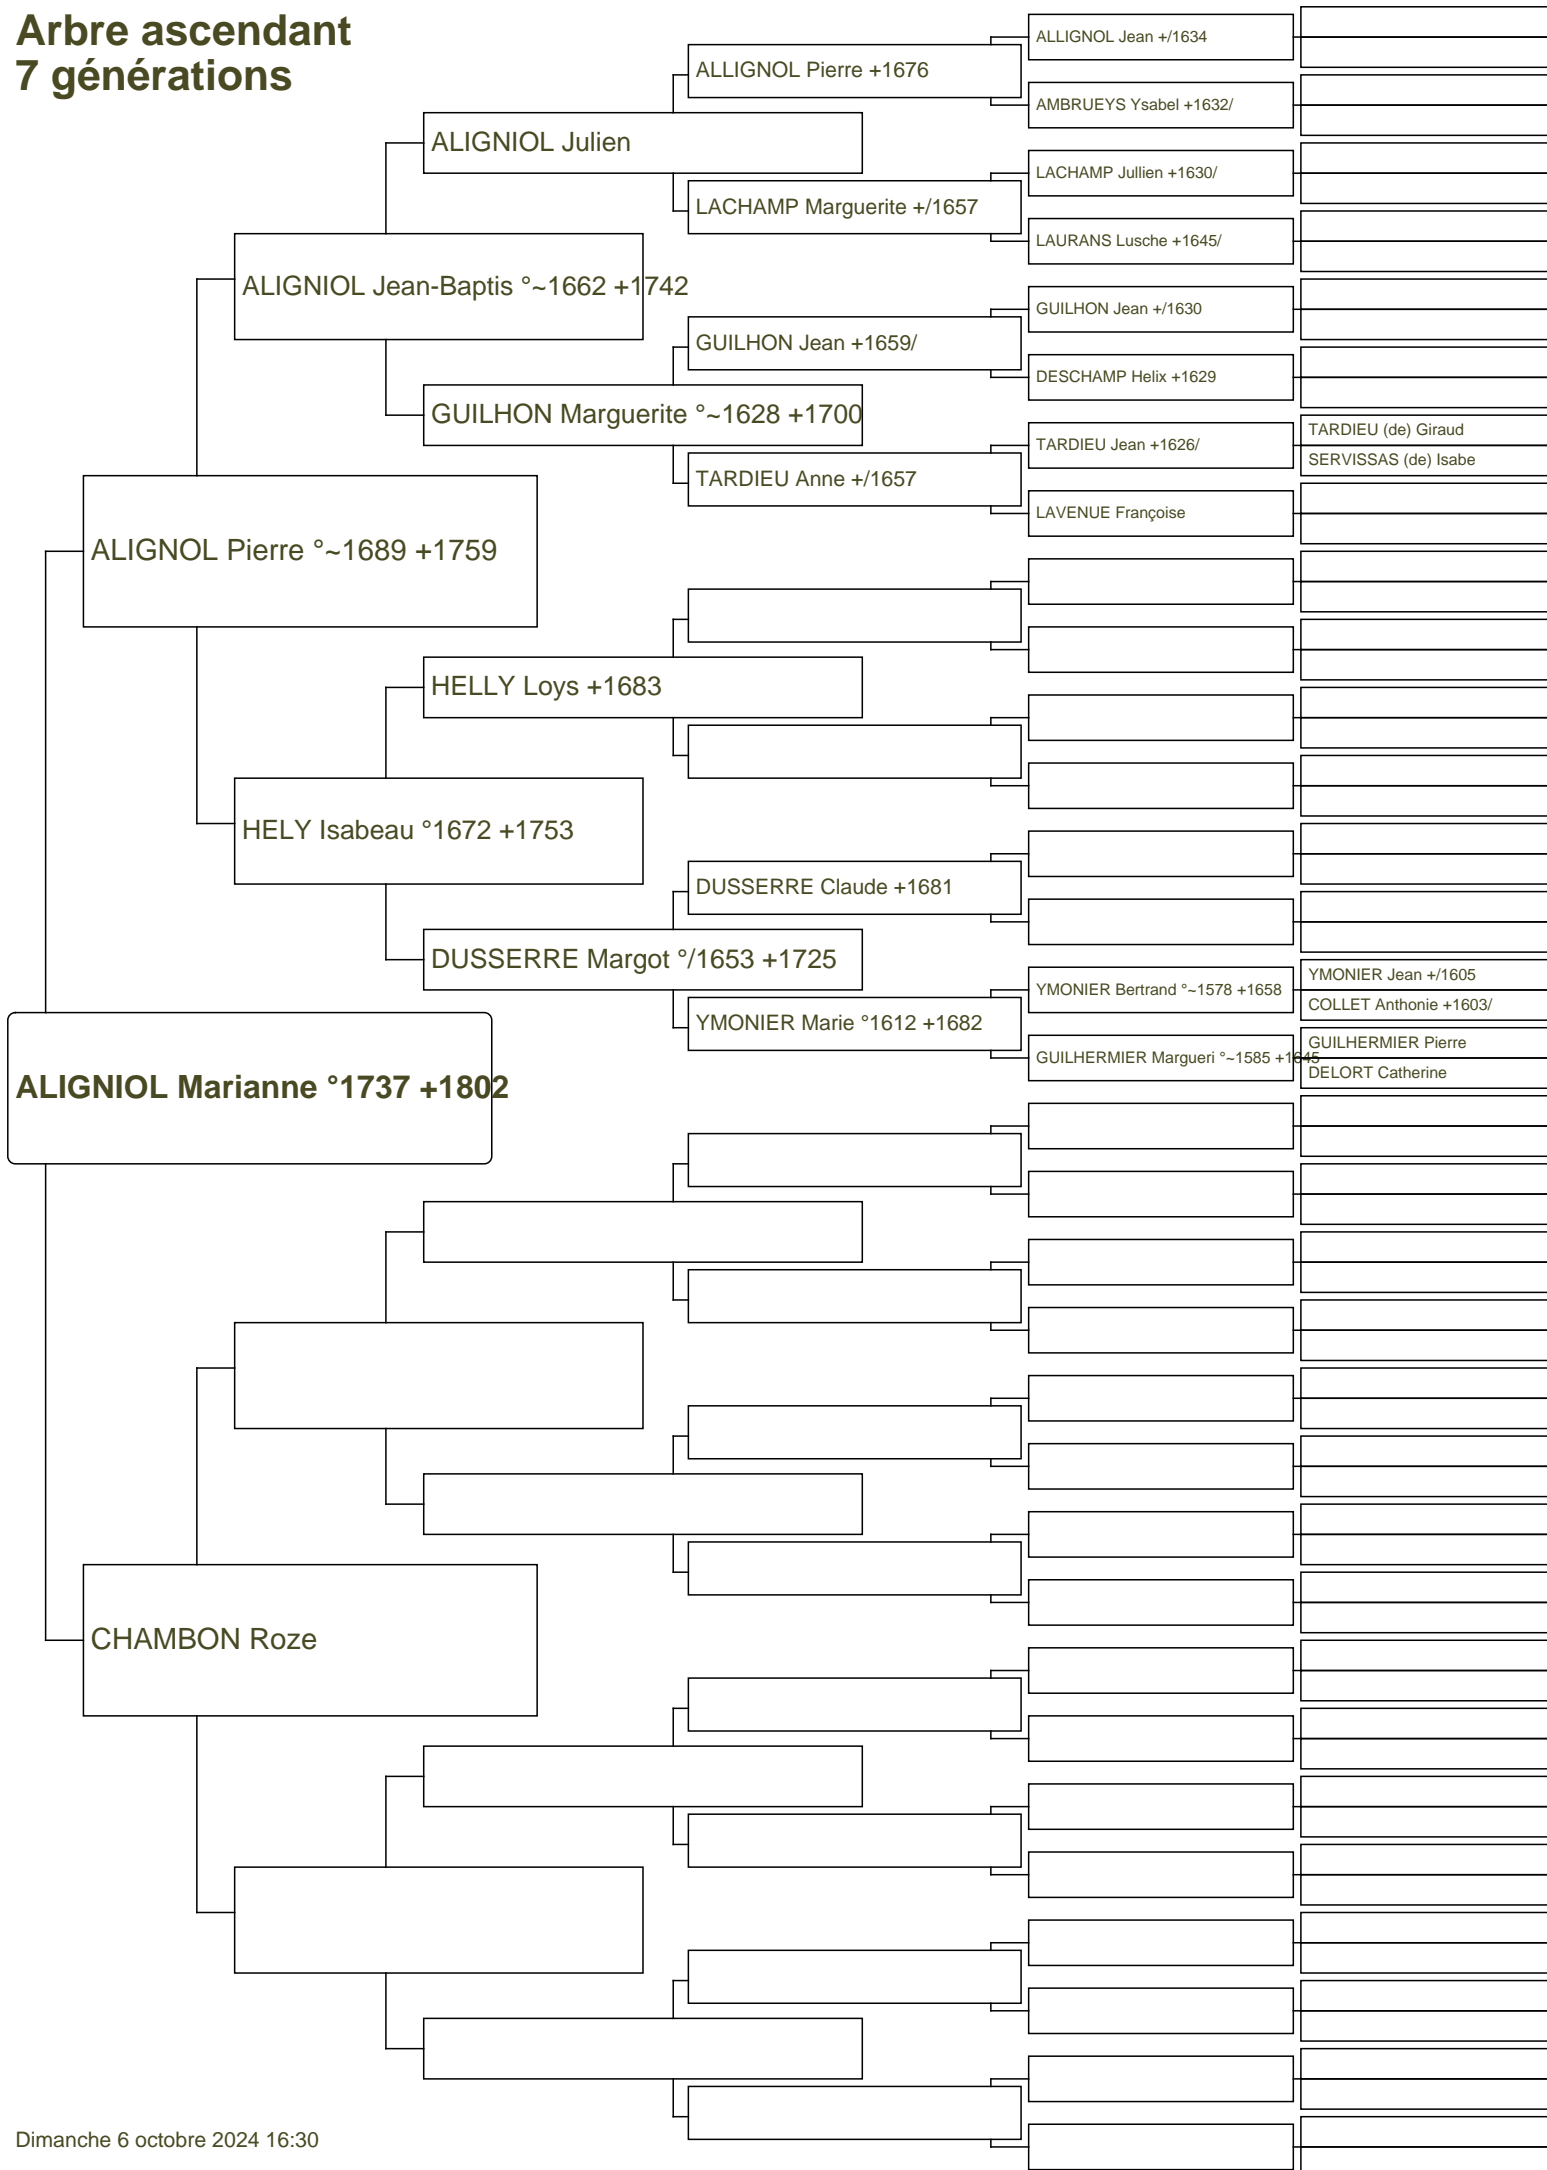 Arbre ascendant
7 générations
ALLIGNOL Jean +/1634
ALLIGNOL Pierre +1676
AMBRUEYS Ysabel +1632/
ALIGNIOL Julien
LACHAMP Jullien +1630/
LACHAMP Marguerite +/1657
LAURANS Lusche +1645/
ALIGNIOL Jean-Baptis °~1662 +1742
GUILHON Jean +/1630
GUILHON Jean +1659/
DESCHAMP Helix +1629
GUILHON Marguerite °~1628 +1700
TARDIEU (de) Giraud
TARDIEU Jean +1626/
SERVISSAS (de) Isabe
TARDIEU Anne +/1657
LAVENUE Françoise
ALIGNOL Pierre °~1689 +1759
HELLY Loys +1683
HELY Isabeau °1672 +1753
DUSSERRE Claude +1681
DUSSERRE Margot °/1653 +1725
YMONIER Jean +/1605
YMONIER Bertrand °~1578 +1658
COLLET Anthonie +1603/
YMONIER Marie °1612 +1682
GUILHERMIER Pierre
GUILHERMIER Margueri °~1585 +1645
DELORT Catherine
ALIGNIOL Marianne °1737 +1802
CHAMBON Roze
Dimanche 6 octobre 2024 16:30